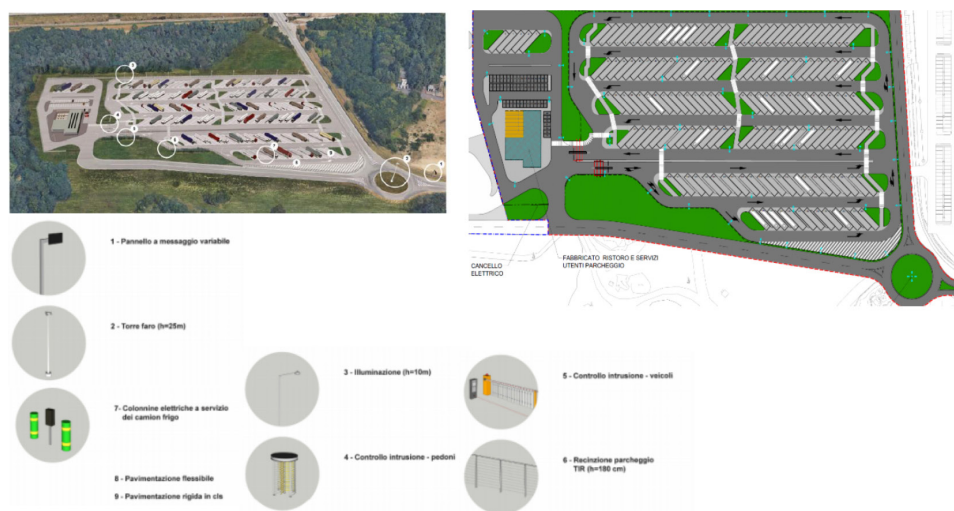 CANCELLO
ELETTRICO
FABBRICATO RISTORO E SERVIZI
UTENTI PARCHEGGIO
1 - Pannello a messaggio variabile
2 - Torre faro (h=25m)
3 - Illuminazione (h=10m)
5 - Controllo intrusione - veicoli
7- Colonnine elettriche a servizio
dei camion frigo
4 - Controllo intrusione - pedoni
6 - Recinzione parcheggio
TIR (h=180 cm)
8 - Pavimentazione flessibile
9 - Pavimentazione rigida in cls